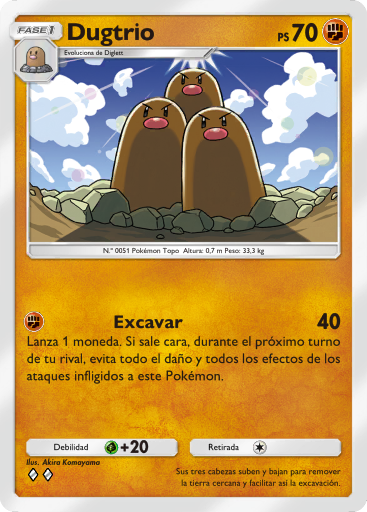 FASE 1
Dugtrio
PS 70
Evoluciona de Diglett
N.º 0051 Pokémon Topo Altura: 0,7 m Peso: 33,3 kg
Excavar 40
Lanza 1 moneda. Si sale cara, durante el próximo turno
de tu rival, evita todo el daño y todos los efectos de los
ataques infligidos a este Pokémon.
Debilidad +20 Retirada
Ilus. Akira Komayama
Sus tres cabezas suben y bajan para remover
la tierra cercana y facilitar así la excavación.